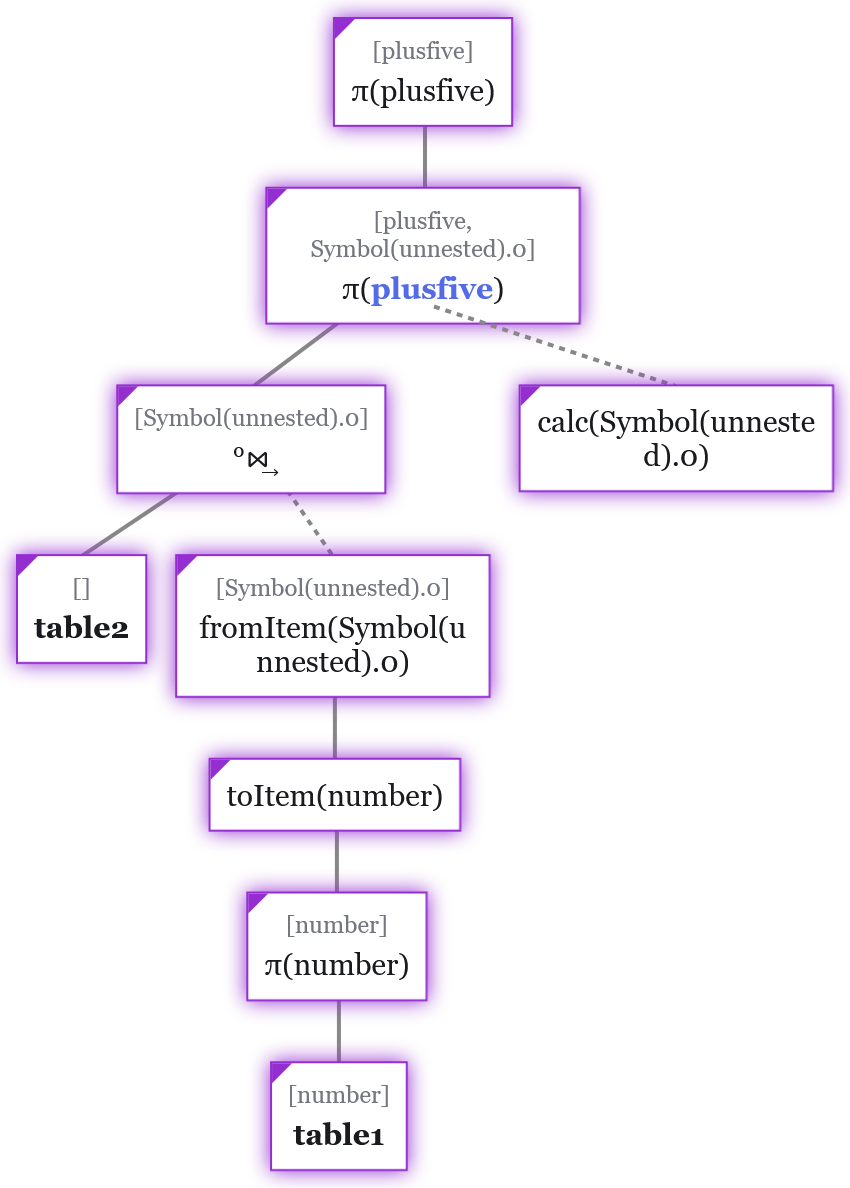 [plusfive]
π(plusfive)
[plusfive,
Symbol(unnested).0]
π(plusfive)
[Symbol(unnested).0]
°⋈→
calc(Symbol(unneste
d).0)
[]
table2
[Symbol(unnested).0]
fromItem(Symbol(u
nnested).0)
toItem(number)
[number]
π(number)
[number]
table1